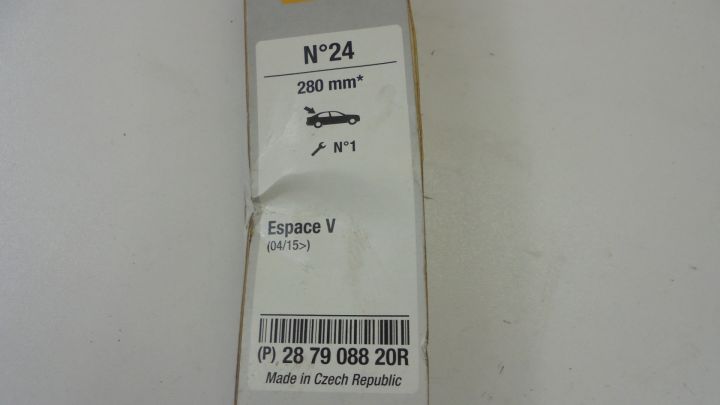 N°24
280 mm*
N°1
Espace V
(04/15>)
(P) 28 79 088 20R
Made in Czech Republic